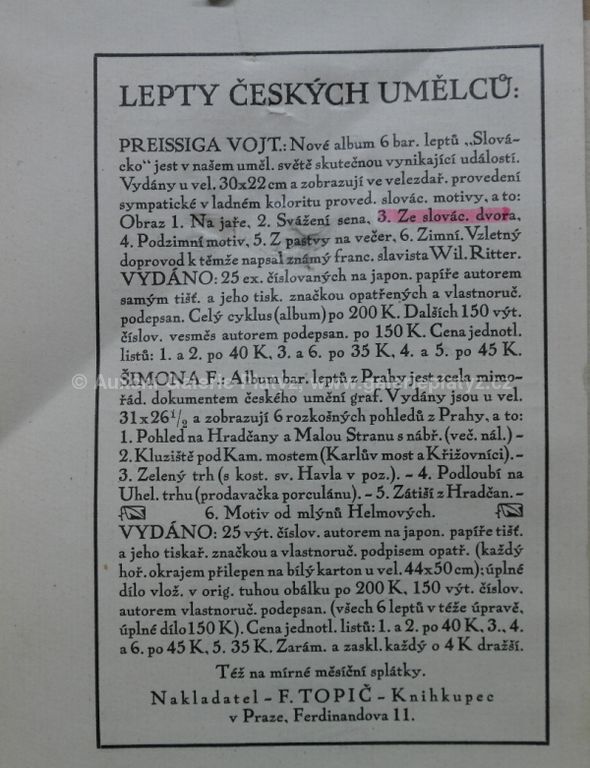 LEPTY ČESKÝCH UMĚLCŮ:
PREISSIGA VOJT.: Nové album 6 bar. leptů „Slová-
cko" jest v našem uměl. světě skutečnou vynikající událostí.
Vydány u vel. 30x22 cm a zobrazují ve velezdař. provedení
sympatické v ladném koloritu proved. slovác. motivy, a to:
Obraz 1. Na jaře, 2. Svážení sena, 3. Ze slovác. dvora,
4. Podzimní motiv, 5. Z pastvy na večer, 6. Zimní. Vzletný
doprovod k těmže napsal známý franc. slavista Wil. Ritter.
VYDÁNO: 25 ex. číslovaných na japon. papíře autorem
samým tišť. a jeho tisk. značkou opatřených a vlastnoruč.
podepsan. Celý cyklus (album) po 200 K. Dalších 150 výt.
číslov. vesměs autorem podepsan. po 150 K. Cena jednotl.
listů: 1. a 2. po 40 K, 3. a 6. po 35 K, 4. a 5. po 45 K.
ŠIMONA F.: Album bar. leptů z Prahy jest zcela mimo-
řád. dokumentem českého umění graf. Vydány jsou u vel.
31x26 1/2 a zobrazují 6 rozkošných pohledů z Prahy, a to:
1. Pohled na Hradčany a Malou Stranu s nábř. (več. nál.) –
2. Kluziště pod Kam. mostem (Karlův most a Křižovníci). –
3. Zelený trh (s kost. sv. Havla v poz.). – 4. Podloubí na
Uhel. trhu (prodavačka porculánu). – 5. Zátiší z Hradčan. –
6. Motiv od mlýnů Helmových.
VYDÁNO: 25 výt. číslov. autorem na japon. papíře tišť.
a jeho tiskař. značkou a vlastnoruč. podpisem opatř. (každý
hoř. okrajem přilepen na bílý karton u vel. 44x50 cm); úplné
dílo vlož. v orig. tuhou obálku po 200 K, 150 výt. číslov.
autorem vlastnoruč. podepsan. (všech 6 leptů v téže úpravě,
úplné dílo 150 K). Cena jednotl. listů: 1. a 2. po 40 K, 3., 4.
a 6. po 45 K, 5. 35 K. Zarám. a zaskl. každý o 4 K dražší.
Též na mírné měsíční splátky.
Nakladatel – F. TOPIČ – Knihkupec
v Praze, Ferdinandova 11.